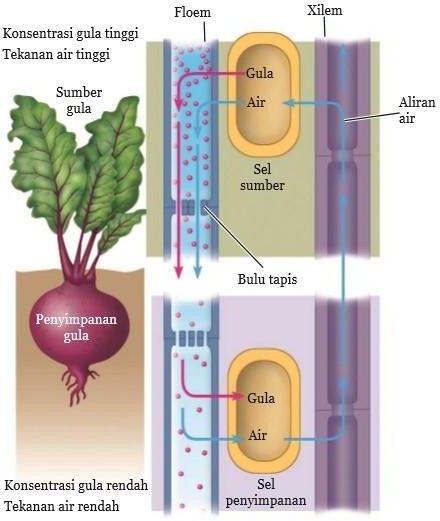 Floem
Xilem
Konsentrasi gula tinggi
Tekanan air tinggi
Sumber
gula
Gula
Air
Aliran
air
Sel
sumber
Bulu tapis
Penyimpanan
gula
Gula
Air
Sel
penyimpanan
Konsentrasi gula rendah
Tekanan air rendah